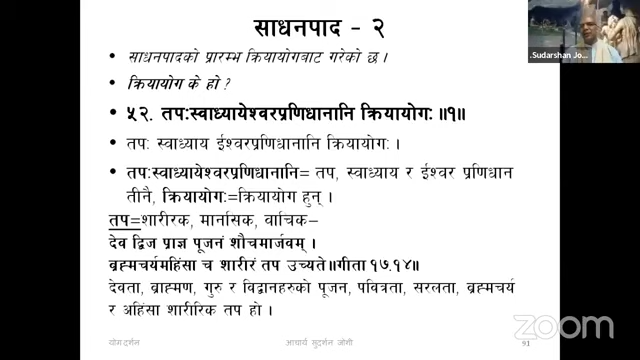 साधनपाद - २
.Sudarshan Jo...
• साधनपादको प्रारम्भ क्रियायोगबाट गरेको छ ।
• क्रियायोग के हो ?
• ५२. तप:स्वाध्यायेश्वरप्रणिधानानि क्रियायोग: ॥१॥
• तप: स्वाध्याय ईश्वरप्रणिधानानि क्रियायोग: ।
• तप:स्वाध्यायेश्वरप्रणिधानानि= तप, स्वाध्याय र ईश्वर प्रणिधान
तीनै, क्रियायोग:=क्रियायोग हुन् ।
तप=शारीरक, मानसिक, वाचिक–
देव द्विज प्राज्ञ पूजनं शौचमार्जवम् ।
ब्रह्मचर्यमहिंसा च शारीरं तप उच्यते॥गीता १७.१४॥
देवता, ब्राह्मण, गुरु र विद्वानहरुको पूजन, पवित्रता, सरलता, ब्रह्मचर्य
र अहिंसा शारीरिक तप हो ।
योगदर्शन
आचार्य सुदर्शन जोगी
91
zoom